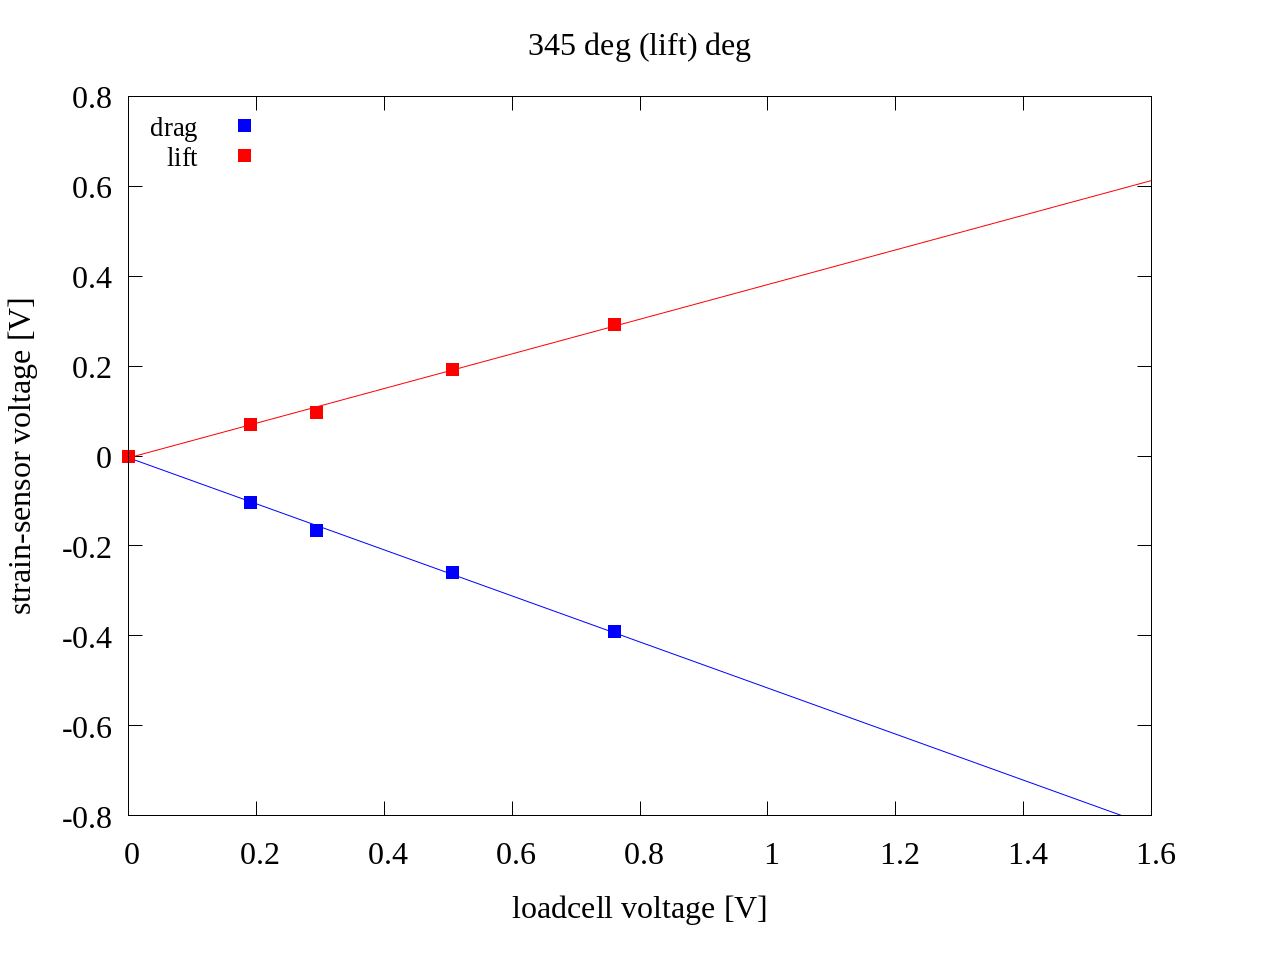 345 deg (lift) deg
drag
lift
0.8
0.6
0.4
0.2
0
-0.2
-0.4
-0.6
-0.8
strain-sensor voltage [V]
0 0.2 0.4 0.6 0.8 1 1.2 1.4 1.6
loadcell voltage [V]